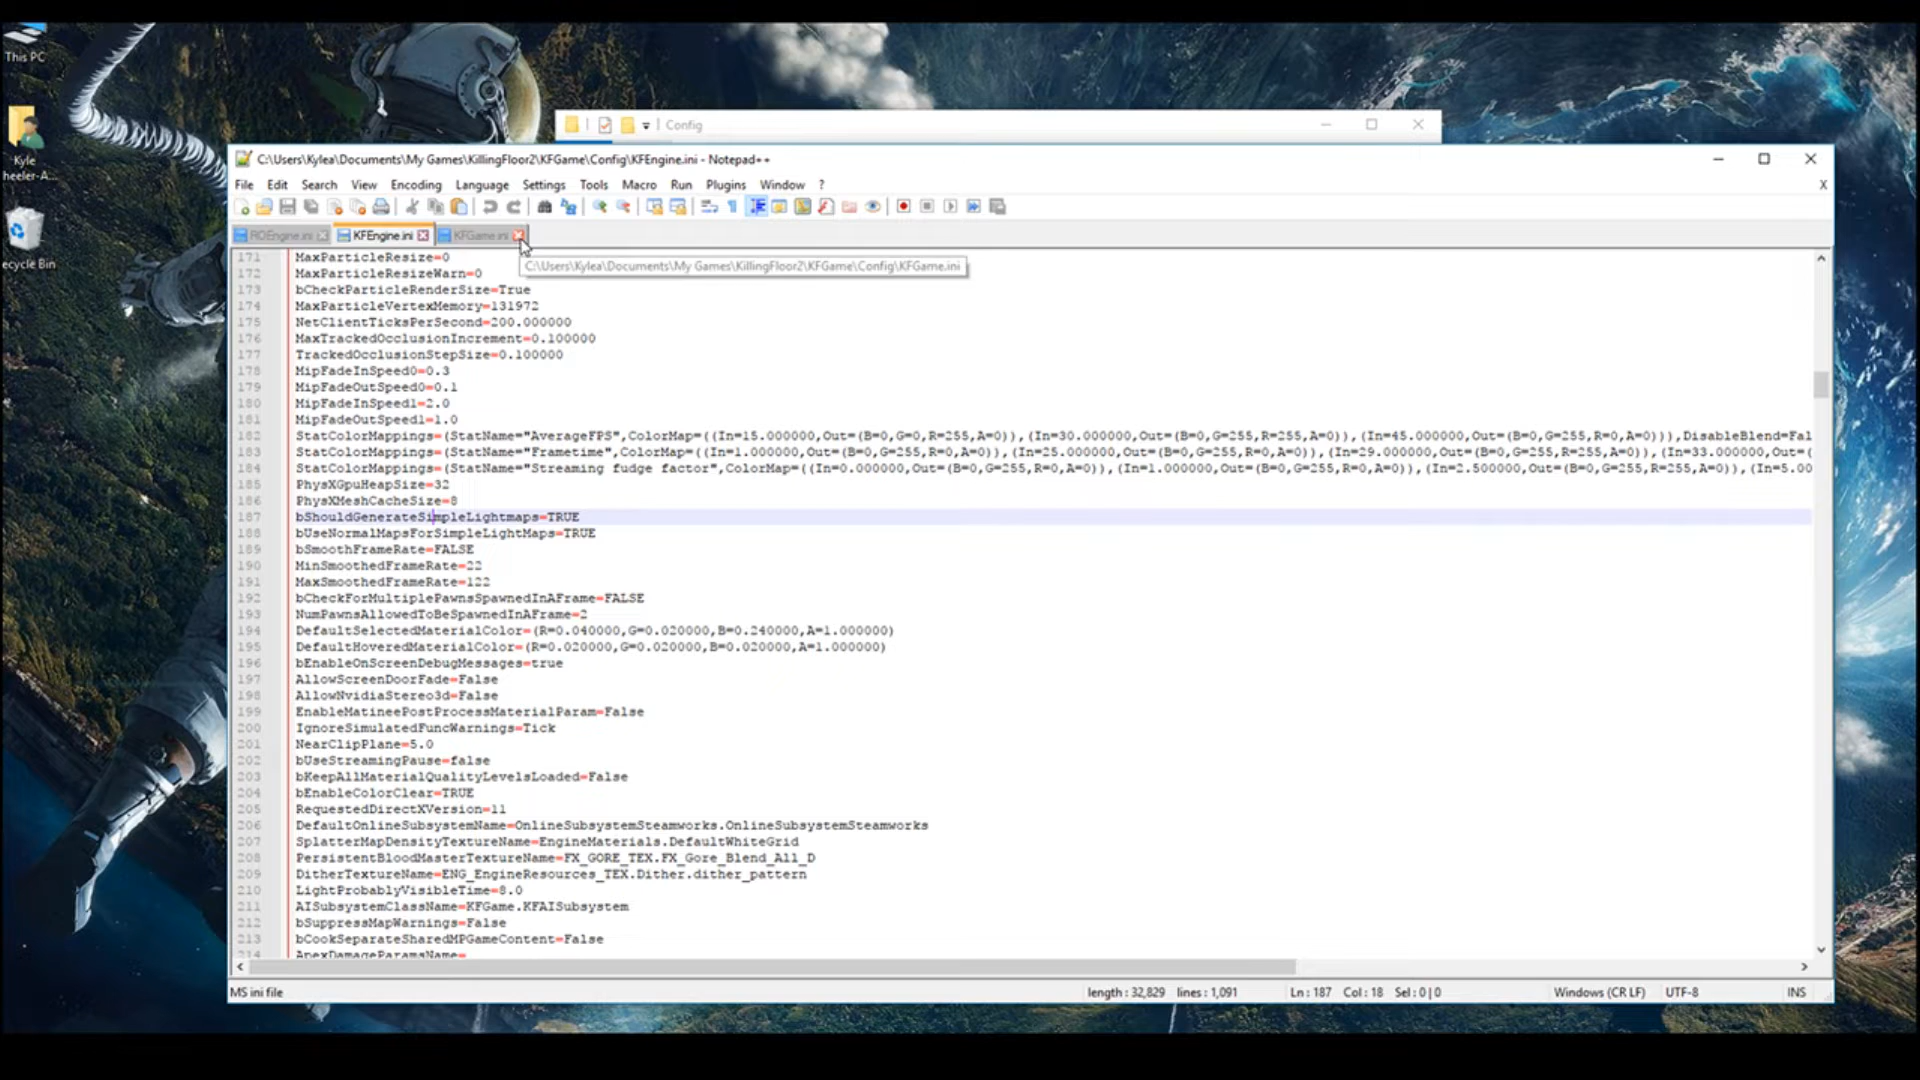 This PC
Kyle
heeler-A...
ecycle Bin
Config
C:\Users\Kylea\Documents\My Games\KillingFloor2\KFGame\Config\KFEngine.ini - Notepad++
File Edit Search View Encoding Language Settings Tools Macro Run Plugins Window ? X
ROEngine.ini KFEngine.ini KFGame.ini
C:\Users\Kylea\Documents\My Games\KillingFloor2\KFGame\Config\KFGame.ini
171 MaxParticleResize=0
172 MaxParticleResizeWarn=0
173 bCheckParticleRenderSize=True
174 MaxParticleVertexMemory=131972
175 NetClientTicksPerSecond=200.000000
176 MaxTrackedOcclusionIncrement=0.100000
177 TrackedOcclusionStepSize=0.100000
178 MipFadeInSpeed0=0.3
179 MipFadeOutSpeed0=0.1
180 MipFadeInSpeed1=2.0
181 MipFadeOutSpeed1=1.0
182 StatColorMappings=(StatName="AverageFPS",ColorMap=((In=15.000000,Out=(B=0,G=0,R=255,A=0)),(In=30.000000,Out=(B=0,G=255,R=255,A=0)),(In=45.000000,Out=(B=0,G=255,R=0,A=0))),DisableBlend=Fal
183 StatColorMappings=(StatName="Frametime",ColorMap=((In=1.000000,Out=(B=0,G=255,R=0,A=0)),(In=25.000000,Out=(B=0,G=255,R=0,A=0)),(In=29.000000,Out=(B=0,G=255,R=255,A=0)),(In=33.000000,Out=(
184 StatColorMappings=(StatName="Streaming fudge factor",ColorMap=((In=0.000000,Out=(B=0,G=255,R=0,A=0)),(In=1.000000,Out=(B=0,G=255,R=0,A=0)),(In=2.500000,Out=(B=0,G=255,R=255,A=0)),(In=5.00
185 PhysXGpuHeapSize=32
186 PhysXMeshCacheSize=8
187 bShouldGenerateSimpleLightmaps=TRUE
188 bUseNormalMapsForSimpleLightMaps=TRUE
189 bSmoothFrameRate=FALSE
190 MinSmoothedFrameRate=22
191 MaxSmoothedFrameRate=122
192 bCheckForMultiplePawnsSpawnedInAFrame=FALSE
193 NumPawnsAllowedToBeSpawnedInAFrame=2
194 DefaultSelectedMaterialColor=(R=0.040000,G=0.020000,B=0.240000,A=1.000000)
195 DefaultHoveredMaterialColor=(R=0.020000,G=0.020000,B=0.020000,A=1.000000)
196 bEnableOnScreenDebugMessages=true
197 AllowScreenDoorFade=False
198 AllowNvidiaStereo3d=False
199 EnableMatineePostProcessMaterialParam=False
200 IgnoreSimulatedFuncWarnings=Tick
201 NearClipPlane=5.0
202 bUseStreamingPause=false
203 bKeepAllMaterialQualityLevelsLoaded=False
204 bEnableColorClear=TRUE
205 RequestedDirectXVersion=11
206 DefaultOnlineSubsystemName=OnlineSubsystemSteamworks.OnlineSubsystemSteamworks
207 SplatterMapDensityTextureName=EngineMaterials.DefaultWhiteGrid
208 PersistentBloodMasterTextureName=FX_GORE_TEX.FX_Gore_Blend_All_D
209 DitherTextureName=ENG_EngineResources_TEX.Dither.dither_pattern
210 LightProbablyVisibleTime=8.0
211 AISubsystemClassName=KFGame.KFAISubsystem
212 bSuppressMapWarnings=False
213 bCookSeparateSharedMPGameContent=False
214 ApexDamageParamsName=
MS ini file length : 32,829 lines : 1,091 Ln : 187 Col : 18 Sel : 0 | 0 Windows (CR LF) UTF-8 INS